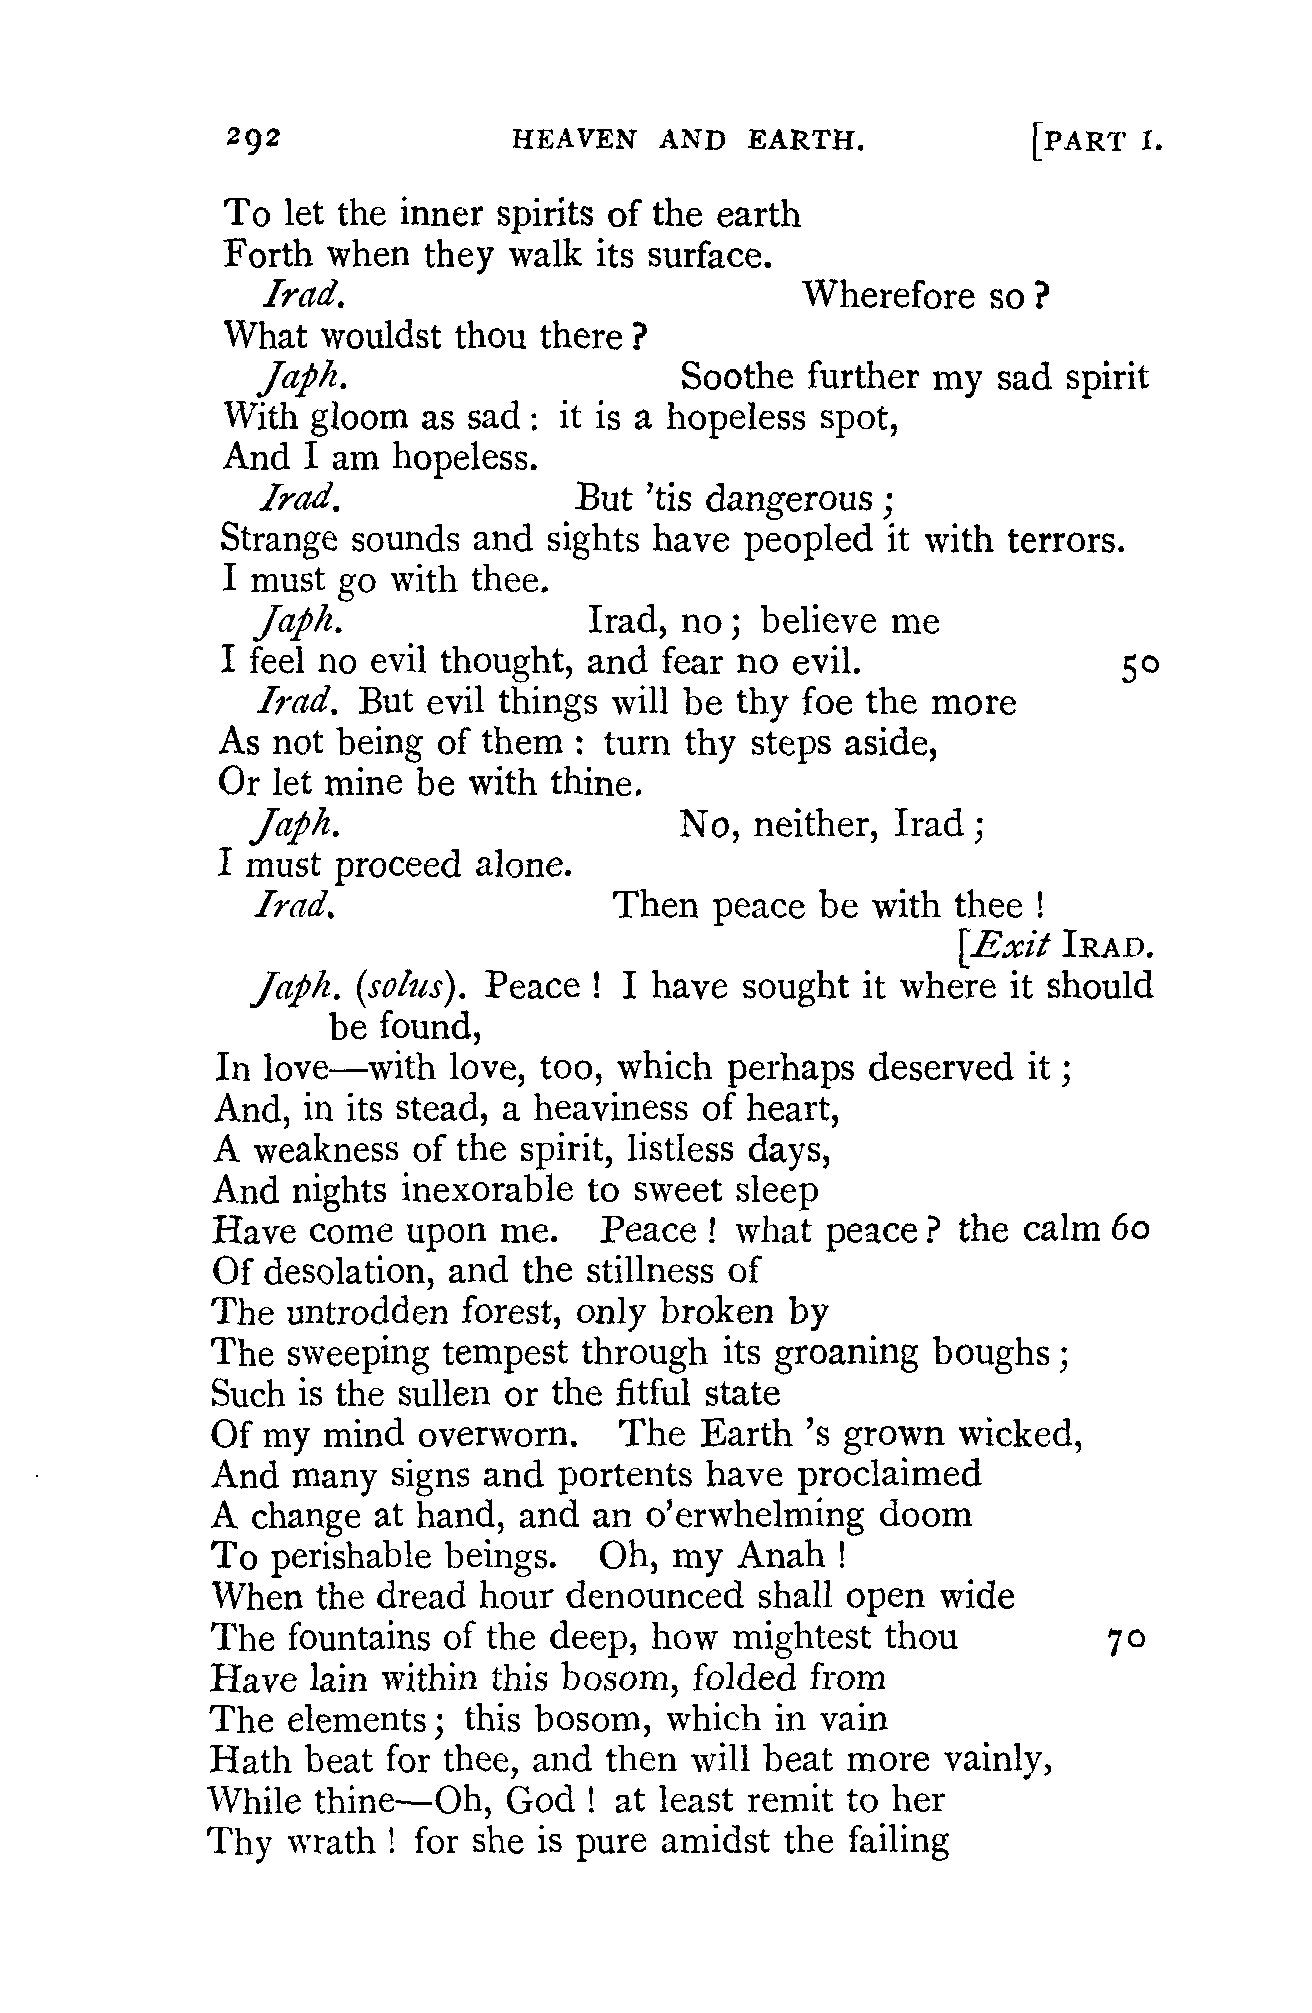 292 HEAVEN AND EARTH. [PART I.
To let the inner spirits of the earth
Forth when they walk its surface.
Irad. Wherefore so ?
What wouldst thou there ?
Japh. Soothe further my sad spirit
With gloom as sad : it is a hopeless spot,
And I am hopeless.
Irad. But 'tis dangerous ;
Strange sounds and sights have peopled it with terrors.
I must go with thee.
Japh. Irad, no ; believe me
I feel no evil thought, and fear no evil. 50
Irad. But evil things will be thy foe the more
As not being of them : turn thy steps aside,
Or let mine be with thine.
Japh. No, neither, Irad ;
I must proceed alone.
Irad. Then peace be with thee !
[Exit IRAD.
Japh. (solus). Peace ! I have sought it where it should
be found,
In love—with love, too, which perhaps deserved it ;
And, in its stead, a heaviness of heart,
A weakness of the spirit, listless days,
And nights inexorable to sweet sleep
Have come upon me. Peace ! what peace ? the calm 60
Of desolation, and the stillness of
The untrodden forest, only broken by
The sweeping tempest through its groaning boughs ;
Such is the sullen or the fitful state
Of my mind overworn. The Earth 's grown wicked,
And many signs and portents have proclaimed
A change at hand, and an o'erwhelming doom
To perishable beings. Oh, my Anah !
When the dread hour denounced shall open wide
The fountains of the deep, how mightest thou 70
Have lain within this bosom, folded from
The elements ; this bosom, which in vain
Hath beat for thee, and then will beat more vainly,
While thine—Oh, God ! at least remit to her
Thy wrath ! for she is pure amidst the failing